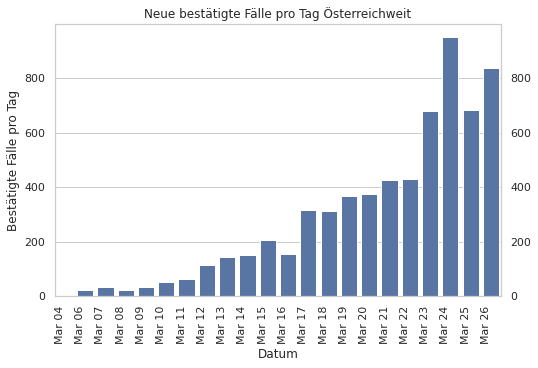 Neue bestätigte Fälle pro Tag Österreichweit
Bestätigte Fälle pro Tag
800
600
400
200
0
800
600
400
200
0
Mar 04
Mar 06
Mar 07
Mar 08
Mar 09
Mar 10
Mar 11
Mar 12
Mar 13
Mar 14
Mar 15
Mar 16
Mar 17
Mar 18
Mar 19
Mar 20
Mar 21
Mar 22
Mar 23
Mar 24
Mar 25
Mar 26
Datum